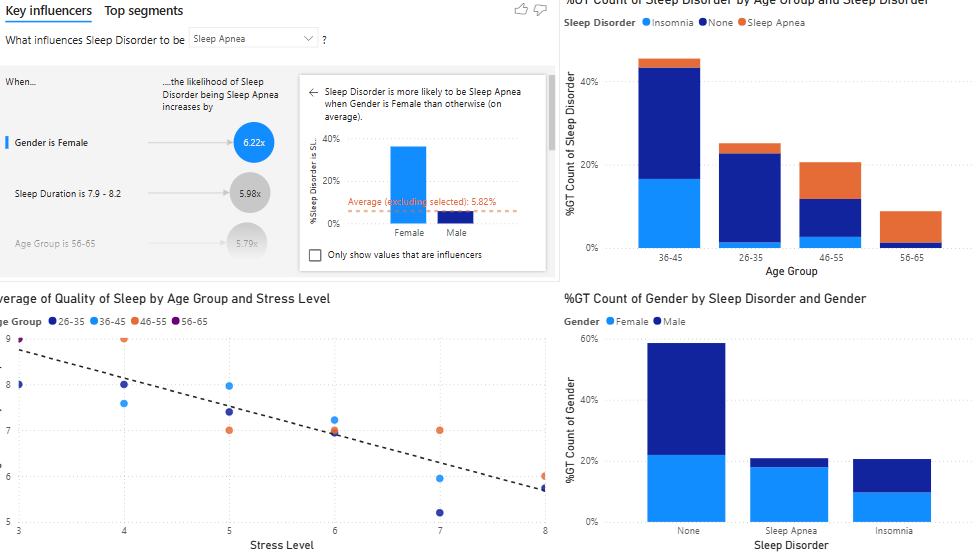 Key influencers Top segments
What influences Sleep Disorder to be Sleep Apnea ?
When...
....the likelihood of Sleep
Disorder being Sleep Apnea
increases by
Gender is Female
6.22x
Sleep Duration is 7.9 - 8.2
5.98x
Age Group is 56-65
5.79x
← Sleep Disorder is more likely to be Sleep Apnea
when Gender is Female than otherwise (on
average).
%Sleep Disorder is Sl...
40%
20%
0%
Average (excluding selected): 5.82%
Female Male
Only show values that are influencers
%GT Count of Sleep Disorder by Age Group and Sleep Disorder
Sleep Disorder Insomnia None Sleep Apnea
%GT Count of Sleep Disorder
40%
20%
0%
36-45 26-35 46-55 56-65
Age Group
verage of Quality of Sleep by Age Group and Stress Level
ge Group 26-35 36-45 46-55 56-65
9
8
7
6
5
3 4 5 6 7 8
Stress Level
%GT Count of Gender by Sleep Disorder and Gender
Gender Female Male
%GT Count of Gender
60%
40%
20%
0%
None Sleep Apnea Insomnia
Sleep Disorder